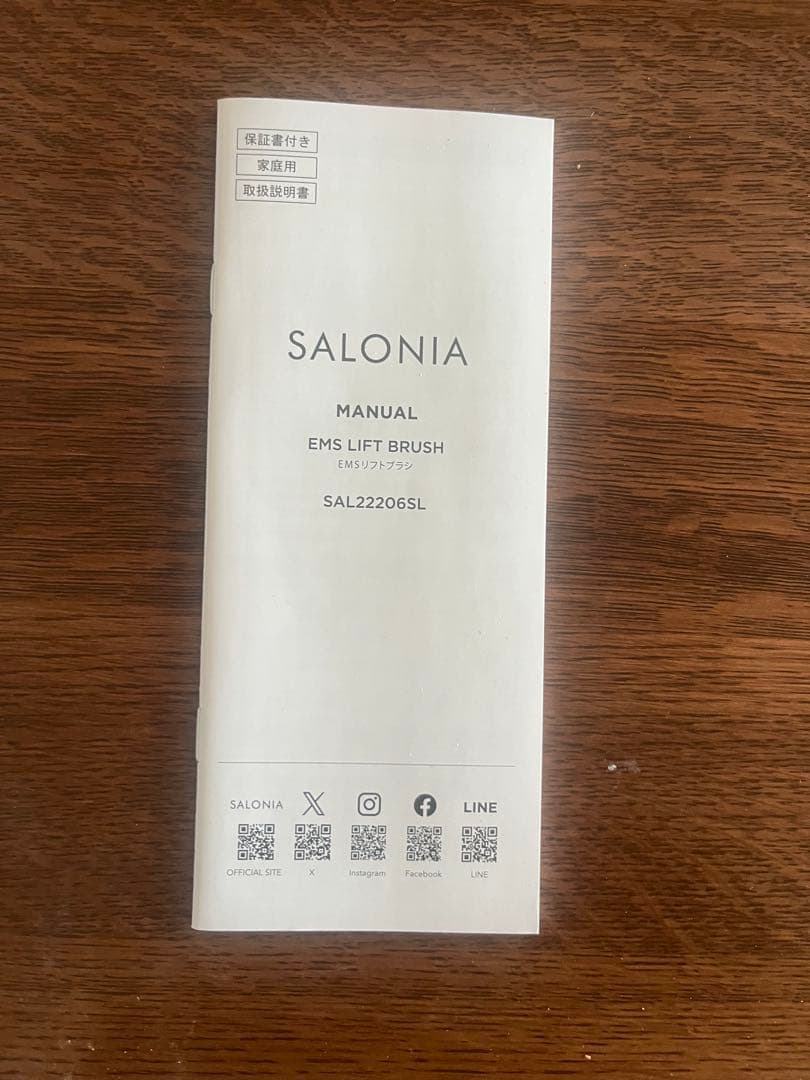 保証書付き
家庭用
取扱説明書
SALONIA
MANUAL
EMS LIFT BRUSH
EMSリフトブラシ
SAL22206SL
SALONIA X LINE
OFFICIAL SITE X Instagram Facebook LINE